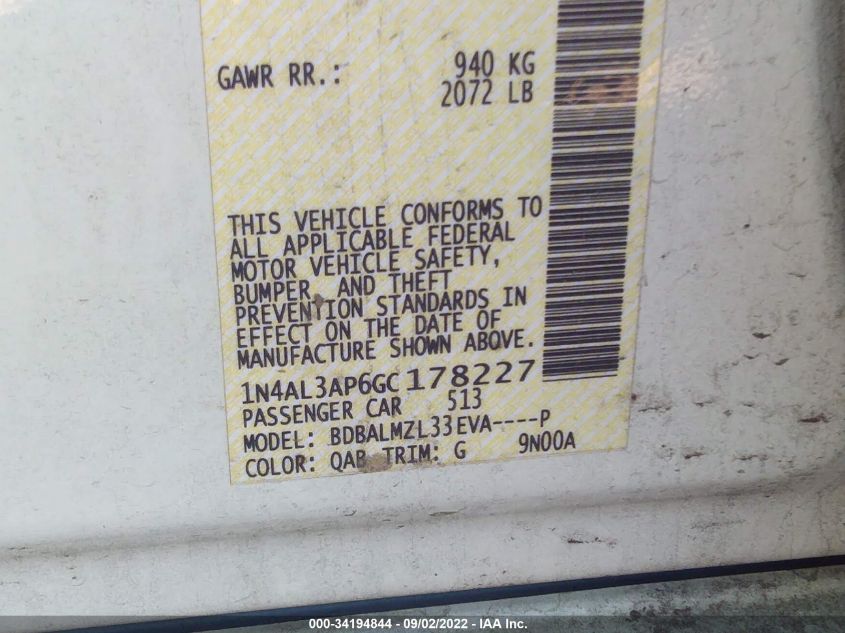 GAWR RR.: 940 KG
2072 LB
THIS VEHICLE CONFORMS TO
ALL APPLICABLE FEDERAL
MOTOR VEHICLE SAFETY,
BUMPER, AND THEFT
PREVENTION STANDARDS IN
EFFECT ON THE DATE OF
MANUFACTURE SHOWN ABOVE.
1N4AL3AP6GC178227
PASSENGER CAR 513
MODEL: BDBALMZL33EVA----P
COLOR: QAB TRIM: G 9N00A
000-34194844 - 09/02/2022 - IAA Inc.